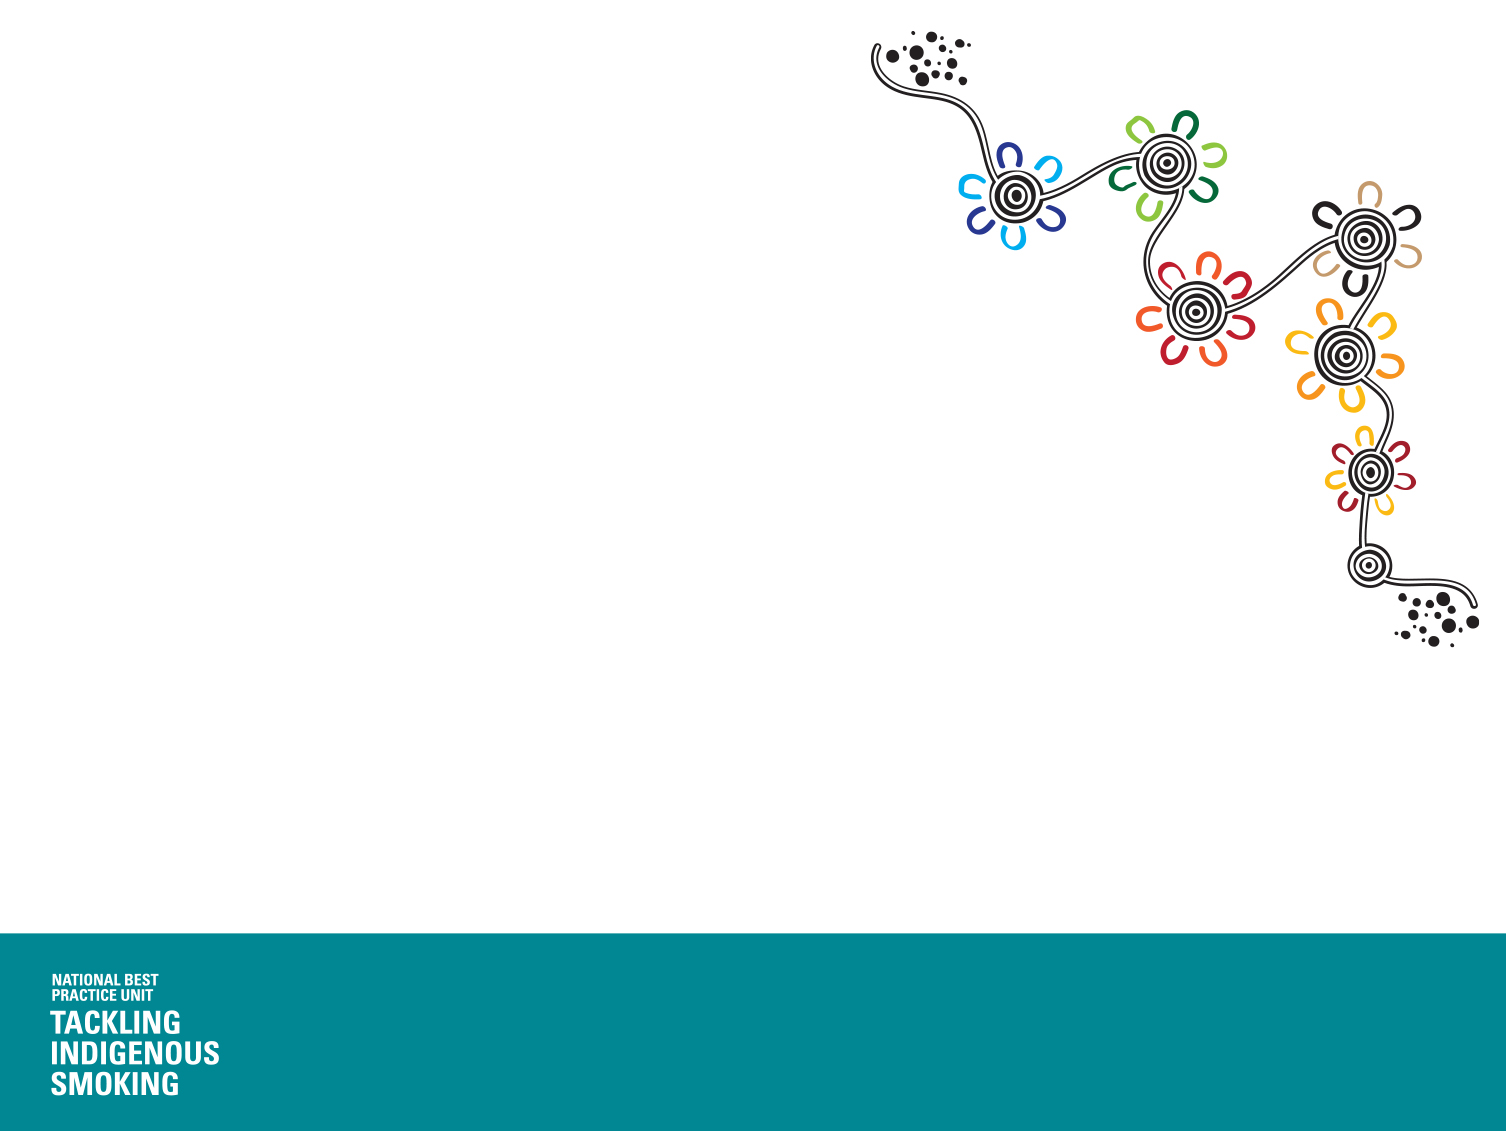 NATIONAL BEST
PRACTICE UNIT
TACKLING
INDIGENOUS
SMOKING